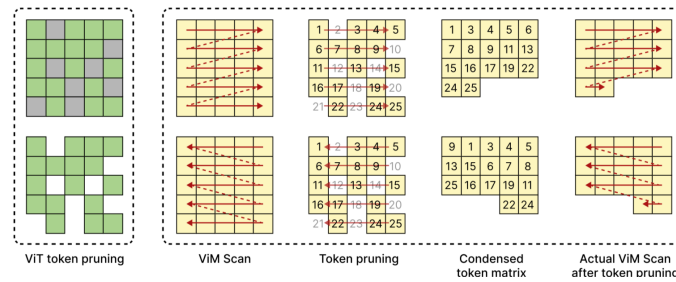 1 2 3 4 5
6 7 8 9 10
11 12 13 14 15
16 17 18 19 20
21 22 23 24 25
1 3 4 5 6
7 8 9 11 13
15 16 17 19 22
24 25
1 2 3 4 5
6 7 8 9 10
11 12 13 14 15
16 17 18 19 20
21 22 23 24 25
9 1 3 4 5
13 15 6 7 8
25 16 17 19 11
22 24
ViT token pruning
ViM Scan
Token pruning
Condensed
token matrix
Actual ViM Scan
after token pruning